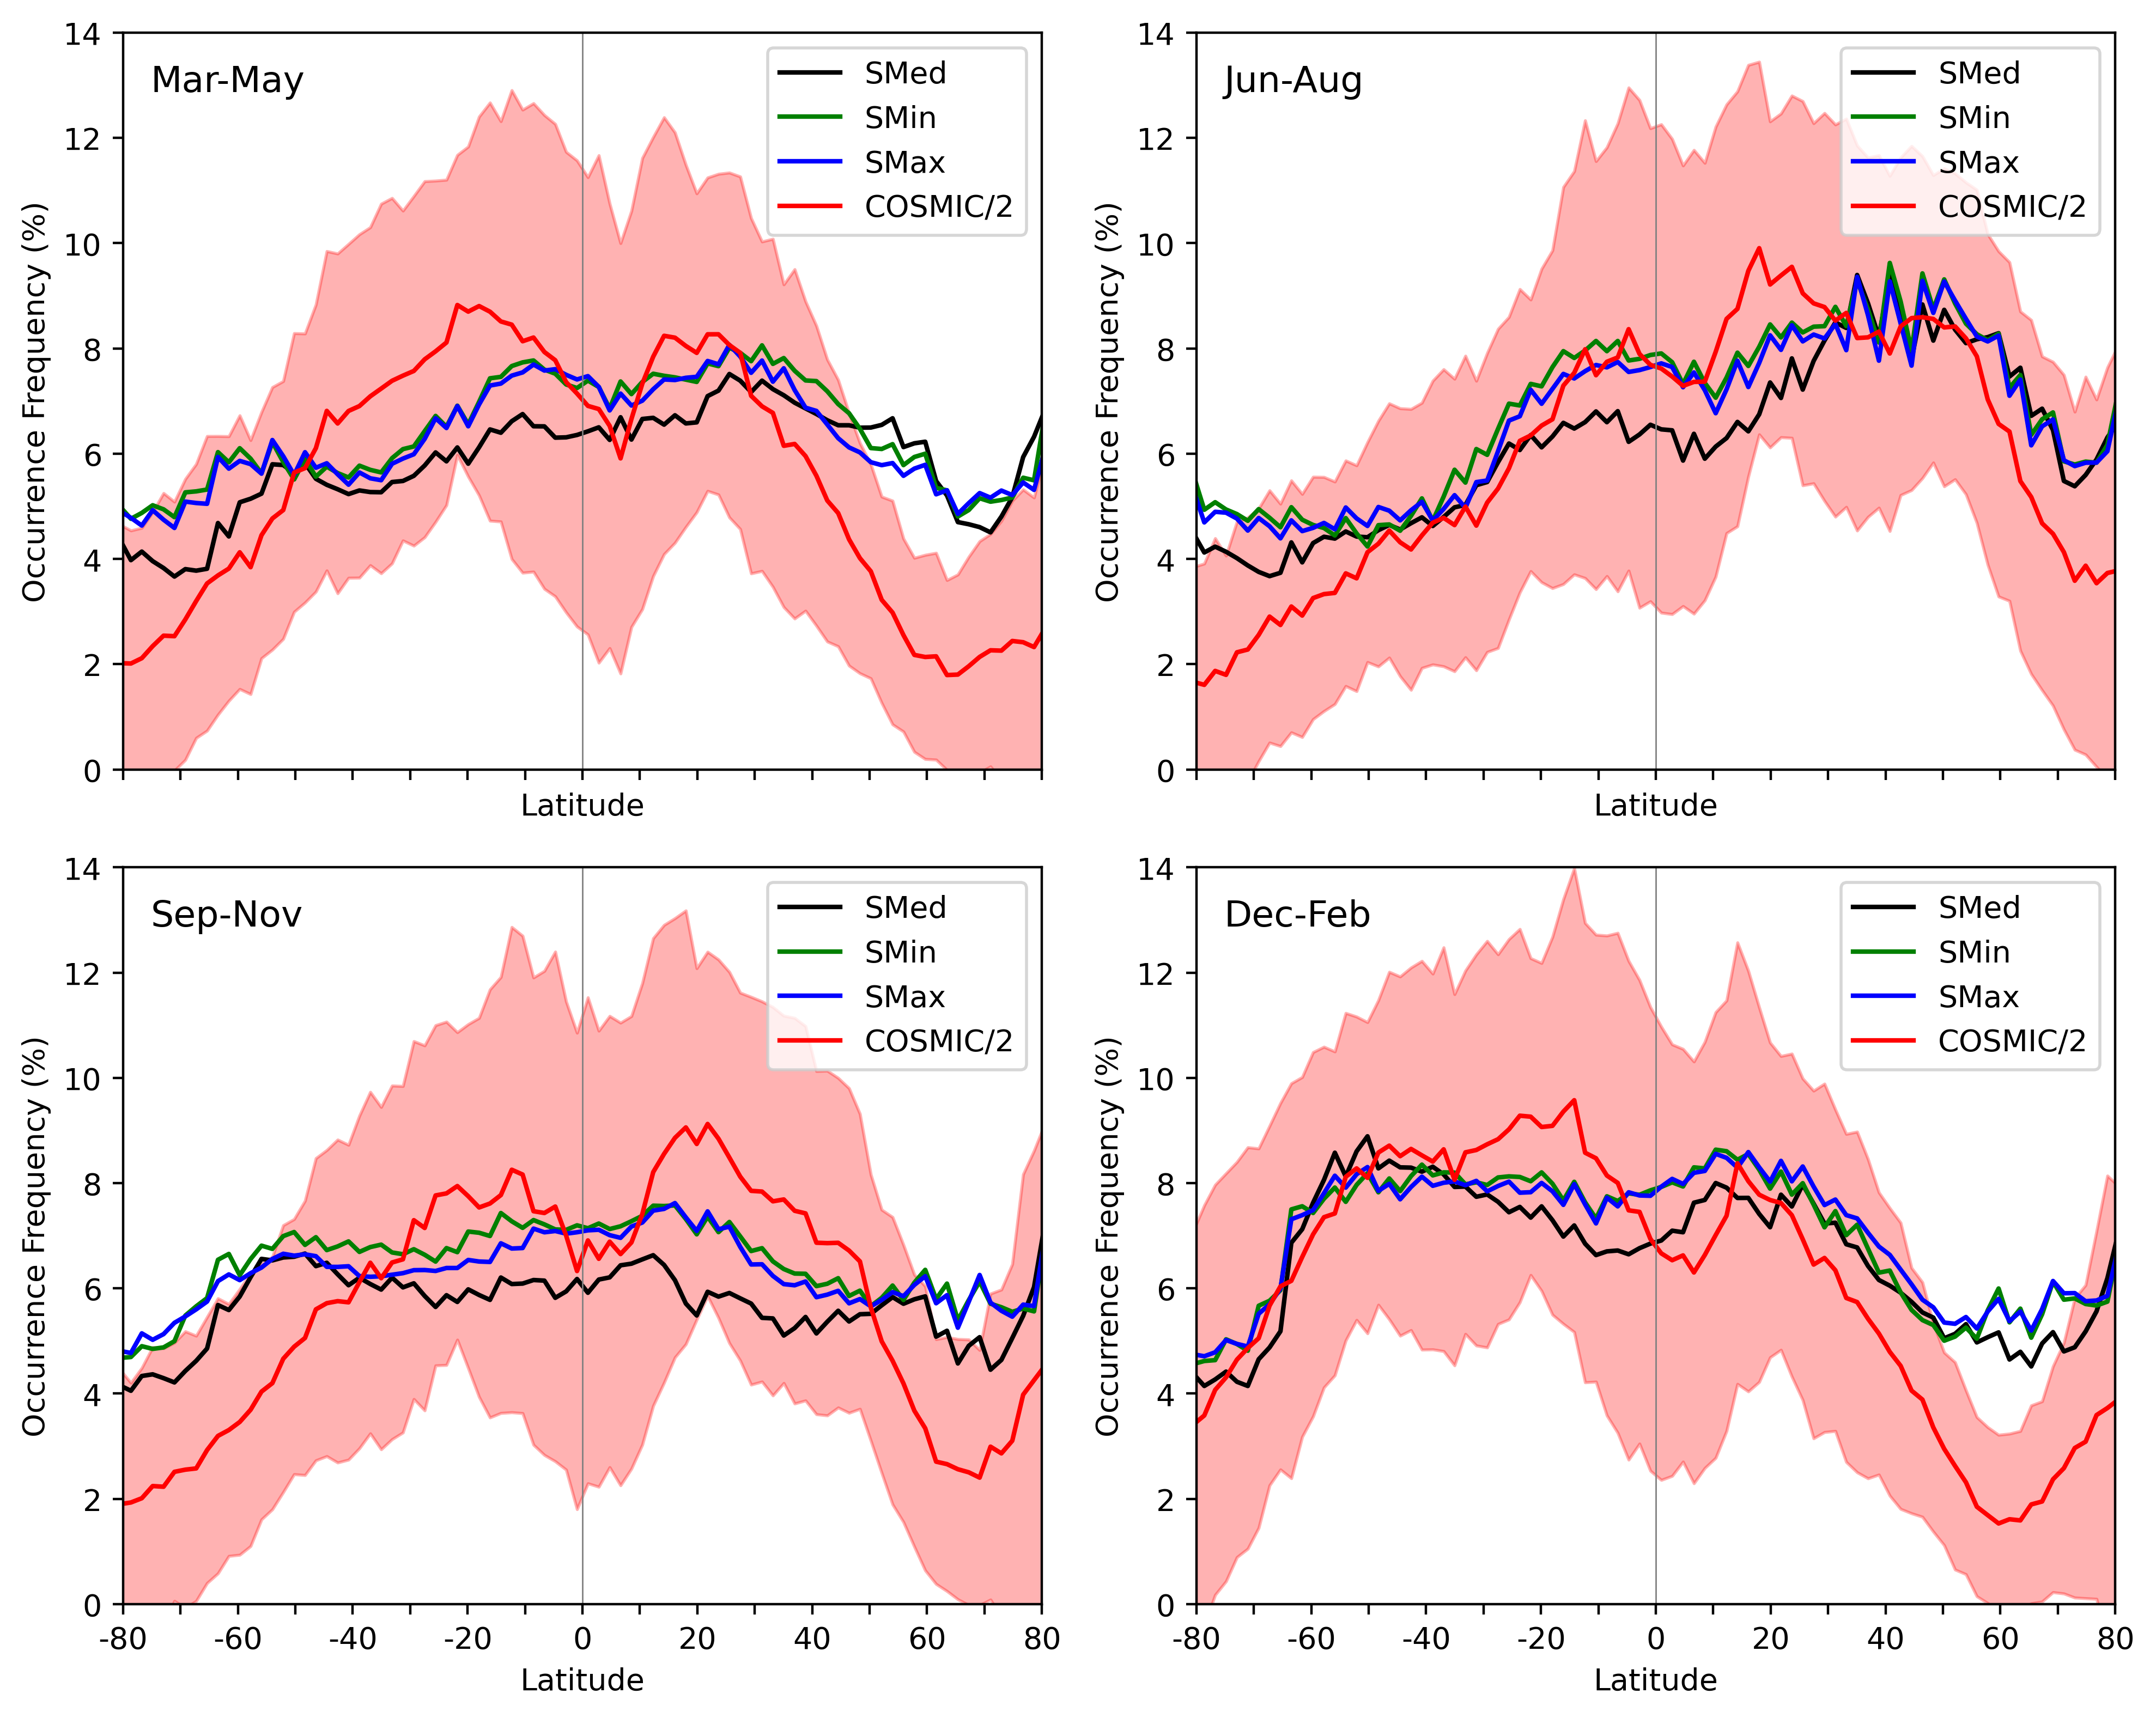 Mar-May
SMed
SMin
SMax
COSMIC/2
Occurrence Frequency (%)
14
12
10
8
6
4
2
0
Latitude
Jun-Aug
SMed
SMin
SMax
COSMIC/2
Occurrence Frequency (%)
14
12
10
8
6
4
2
0
Latitude
Sep-Nov
SMed
SMin
SMax
COSMIC/2
Occurrence Frequency (%)
14
12
10
8
6
4
2
0
-80 -60 -40 -20 0 20 40 60 80
Latitude
Dec-Feb
SMed
SMin
SMax
COSMIC/2
Occurrence Frequency (%)
14
12
10
8
6
4
2
0
-80 -60 -40 -20 0 20 40 60 80
Latitude